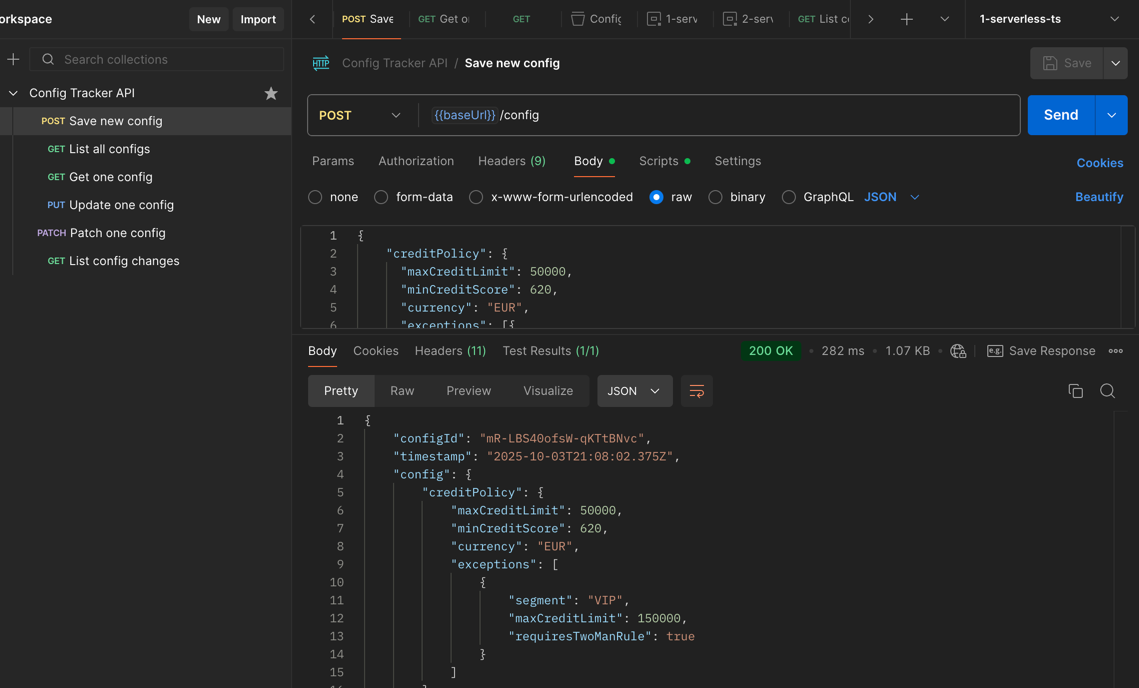 orkspace
New
Import
POST Save
GET Get o
GET
Config
1-serv
2-serv
GET List c
1-serverless-ts
Search collections
Config Tracker API
POST Save new config
GET List all configs
GET Get one config
PUT Update one config
PATCH Patch one config
GET List config changes
HTTP
Config Tracker API / Save new config
Save
POST
{{baseUrl}} /config
Send
Params
Authorization
Headers (9)
Body
Scripts
Settings
Cookies
none
form-data
x-www-form-urlencoded
raw
binary
GraphQL
JSON
Beautify
1 {
2 "creditPolicy": {
3 "maxCreditLimit": 50000,
4 "minCreditScore": 620,
5 "currency": "EUR",
6 "exceptions": [{
Body
Cookies
Headers (11)
Test Results (1/1)
200 OK
282 ms
1.07 KB
e.g.
Save Response
Pretty
Raw
Preview
Visualize
JSON
1 {
2 "configId": "mR-LBS40ofsW-qKTtBNvc",
3 "timestamp": "2025-10-03T21:08:02.375Z",
4 "config": {
5 "creditPolicy": {
6 "maxCreditLimit": 50000,
7 "minCreditScore": 620,
8 "currency": "EUR",
9 "exceptions": [
10 {
11 "segment": "VIP",
12 "maxCreditLimit": 150000,
13 "requiresTwoManRule": true
14 }
15 ]